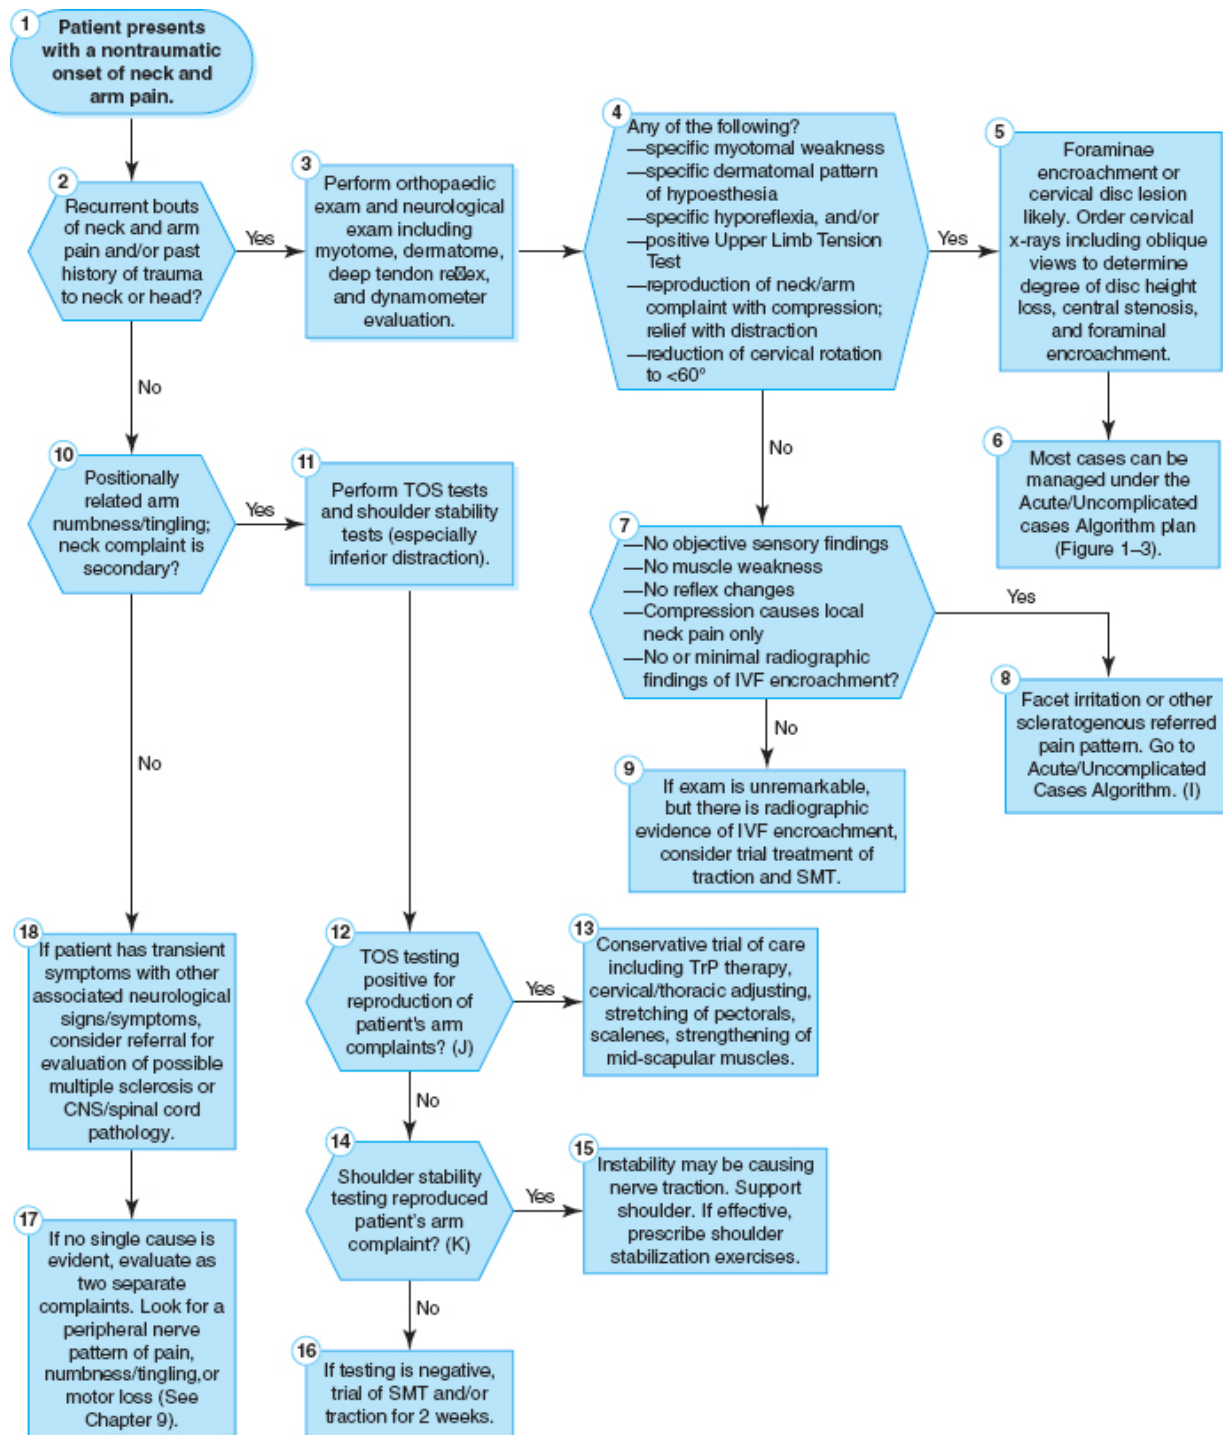 1
Patient presents
with a nontraumatic
onset of neck and
arm pain.
2
Recurrent bouts
of neck and arm
pain and/or past
history of trauma
to neck or head?
Yes
3
Perform orthopaedic
exam and neurological
exam including
myotome, dermatome,
deep tendon re☒ex,
and dynamometer
evaluation.
4
Any of the following?
—specific myotomal weakness
—specific dermatomal pattern
of hypoesthesia
—specific hyporeflexia, and/or
—positive Upper Limb Tension
Test
—reproduction of neck/arm
complaint with compression;
relief with distraction
—reduction of cervical rotation
to <60°
Yes
5
Foraminae
encroachment or
cervical disc lesion
likely. Order cervical
x-rays including oblique
views to determine
degree of disc height
loss, central stenosis,
and foraminal
encroachment.
6
Most cases can be
managed under the
Acute/Uncomplicated
cases Algorithm plan
(Figure 1–3).
No
7
—No objective sensory findings
—No muscle weakness
—No reflex changes
—Compression causes local
neck pain only
—No or minimal radiographic
findings of IVF encroachment?
Yes
8
Facet irritation or other
scleratogenous referred
pain pattern. Go to
Acute/Uncomplicated
Cases Algorithm. (I)
No
9
If exam is unremarkable,
but there is radiographic
evidence of IVF encroachment,
consider trial treatment of
traction and SMT.
No
10
Positionally
related arm
numbness/tingling;
neck complaint is
secondary?
Yes
11
Perform TOS tests
and shoulder stability
tests (especially
inferior distraction).
12
TOS testing
positive for
reproduction of
patient's arm
complaints? (J)
Yes
13
Conservative trial of care
including TrP therapy,
cervical/thoracic adjusting,
stretching of pectorals,
scalenes, strengthening of
mid-scapular muscles.
No
14
Shoulder stability
testing reproduced
patient's arm
complaint? (K)
Yes
15
Instability may be causing
nerve traction. Support
shoulder. If effective,
prescribe shoulder
stabilization exercises.
No
16
If testing is negative,
trial of SMT and/or
traction for 2 weeks.
No
18
If patient has transient
symptoms with other
associated neurological
signs/symptoms,
consider referral for
evaluation of possible
multiple sclerosis or
CNS/spinal cord
pathology.
17
If no single cause is
evident, evaluate as
two separate
complaints. Look for a
peripheral nerve
pattern of pain,
numbness/tingling,or
motor loss (See
Chapter 9).